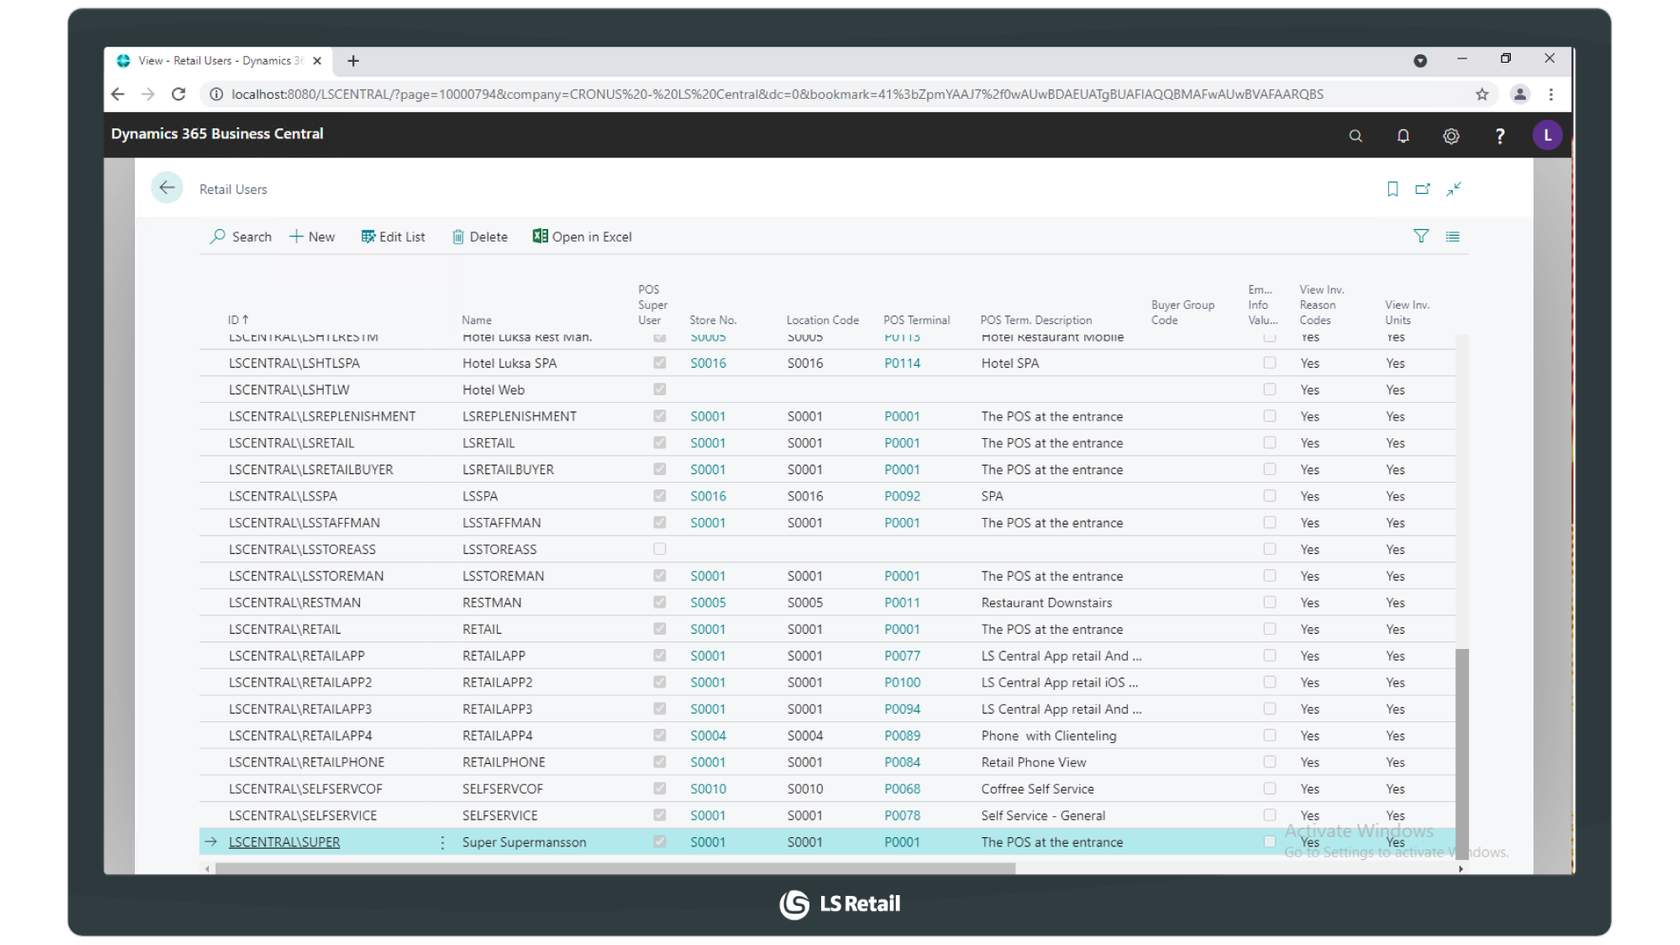 View - Retail Users - Dynamics 36
localhost:8080/LSCENTRAL/?page=10000794&company=CRONUS%20-%20LS%20Central&dc=0&bookmark=41%3bZpmYAAJ7%2f0wAUwBDAEUATgBUAFIAQQBMAFwAUwBVAFAARQBS
Dynamics 365 Business Central
L
Retail Users
Search New Edit List Delete Open in Excel
ID↑ Name POS Super User Store No. Location Code POS Terminal POS Term. Description Buyer Group Code Em... Info Valu... View Inv. Reason Codes View Inv. Units
LSCENTRAL\LSHTLRESTM Hotel Luksa Rest Man. S0005 S0005 P0113 Hotel Restaurant Mobile Yes Yes
LSCENTRAL\LSHTLSPA Hotel Luksa SPA S0016 S0016 P0114 Hotel SPA Yes Yes
LSCENTRAL\LSHTLW Hotel Web Yes Yes
LSCENTRAL\LSREPLENISHMENT LSREPLENISHMENT S0001 S0001 P0001 The POS at the entrance Yes Yes
LSCENTRAL\LSRETAIL LSRETAIL S0001 S0001 P0001 The POS at the entrance Yes Yes
LSCENTRAL\LSRETAILBUYER LSRETAILBUYER S0001 S0001 P0001 The POS at the entrance Yes Yes
LSCENTRAL\LSSPA LSSPA S0016 S0016 P0092 SPA Yes Yes
LSCENTRAL\LSSTAFFMAN LSSTAFFMAN S0001 S0001 P0001 The POS at the entrance Yes Yes
LSCENTRAL\LSSTOREASS LSSTOREASS Yes Yes
LSCENTRAL\LSSTOREMAN LSSTOREMAN S0001 S0001 P0001 The POS at the entrance Yes Yes
LSCENTRAL\RESTMAN RESTMAN S0005 S0005 P0011 Restaurant Downstairs Yes Yes
LSCENTRAL\RETAIL RETAIL S0001 S0001 P0001 The POS at the entrance Yes Yes
LSCENTRAL\RETAILAPP RETAILAPP S0001 S0001 P0077 LS Central App retail And ... Yes Yes
LSCENTRAL\RETAILAPP2 RETAILAPP2 S0001 S0001 P0100 LS Central App retail iOS ... Yes Yes
LSCENTRAL\RETAILAPP3 RETAILAPP3 S0001 S0001 P0094 LS Central App retail And ... Yes Yes
LSCENTRAL\RETAILAPP4 RETAILAPP4 S0004 S0004 P0089 Phone with Clienteling Yes Yes
LSCENTRAL\RETAILPHONE RETAILPHONE S0001 S0001 P0084 Retail Phone View Yes Yes
LSCENTRAL\SELFSERVCOF SELFSERVCOF S0010 S0010 P0068 Coffree Self Service Yes Yes
LSCENTRAL\SELFSERVICE SELFSERVICE S0001 S0001 P0078 Self Service - General Yes Yes
LSCENTRAL\SUPER Super Supermansson S0001 S0001 P0001 The POS at the entrance Yes Yes
Activate Windows
Go to Settings to activate Windows.
LS Retail